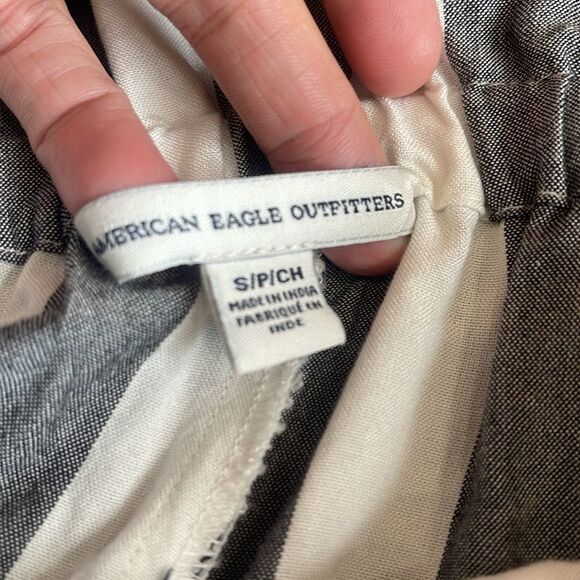 AMERICAN EAGLE OUTFITTERS
S/P/CH
MADE IN INDIA
FABRIQUÉ EN
INDE